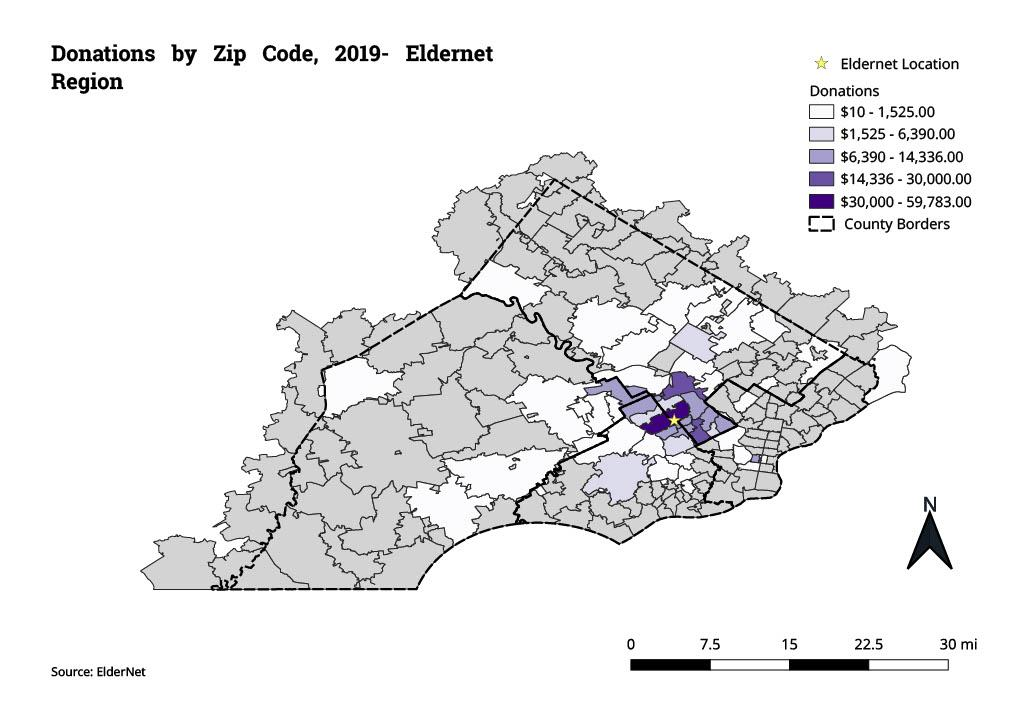 Donations by Zip Code, 2019- Eldernet
Region
Eldernet Location
Donations
$10 - 1,525.00
$1,525 - 6,390.00
$6,390 - 14,336.00
$14,336 - 30,000.00
$30,000 - 59,783.00
County Borders
N
0 7.5 15 22.5 30 mi
Source: ElderNet